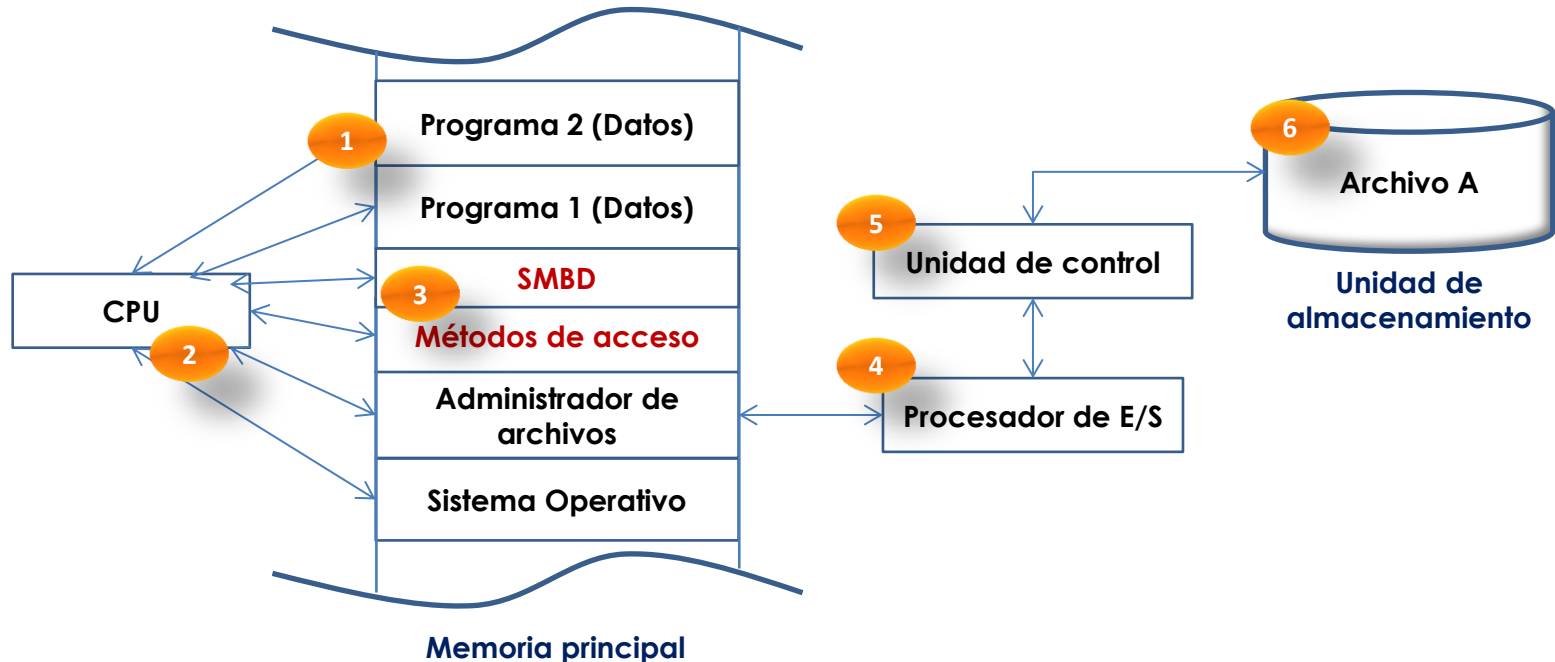 Programa 2 (Datos)
1
Programa 1 (Datos)
SMBD
3
Métodos de acceso
CPU
2
Administrador de
archivos
Sistema Operativo
Memoria principal
4
Procesador de E/S
5
Unidad de control
6
Archivo A
Unidad de
almacenamiento